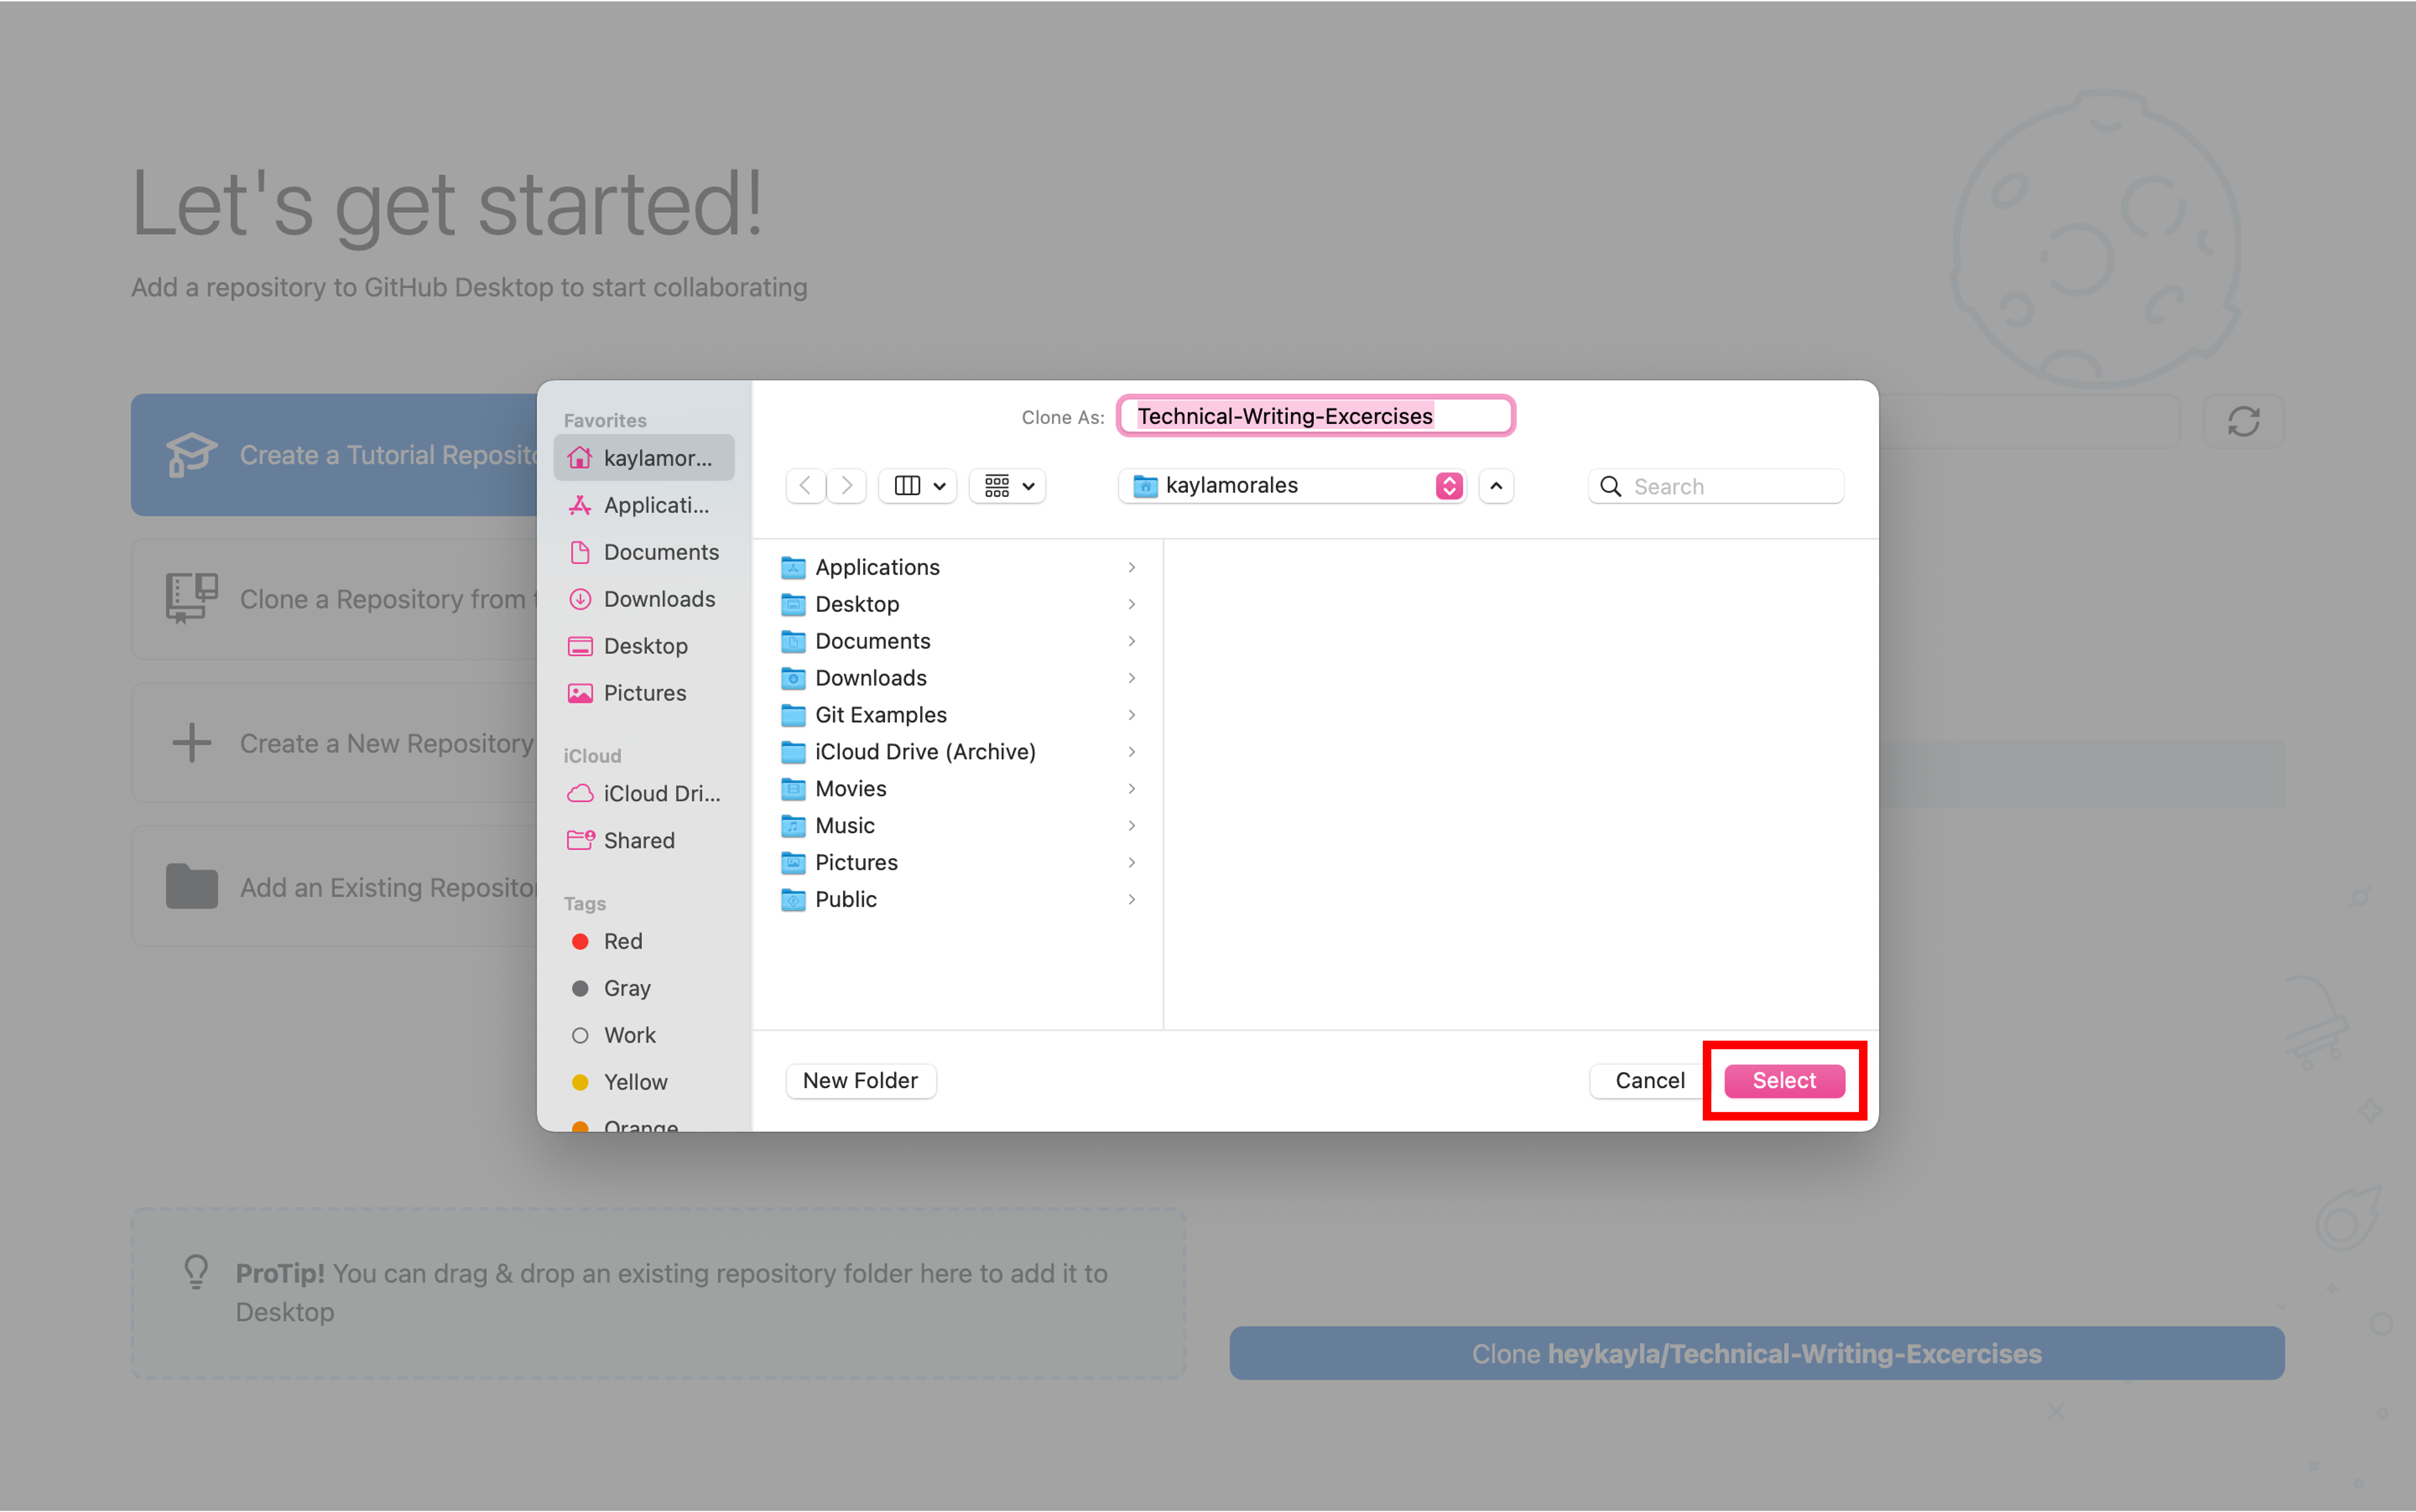 Let's get started!
Add a repository to GitHub Desktop to start collaborating
Create a Tutorial Reposito
Clone a Repository from t
Create a New Repository
Add an Existing Repositor
ProTip! You can drag & drop an existing repository folder here to add it to
Desktop
Clone heykayla/Technical-Writing-Excercises
Favorites
kaylamor...
Applicati...
Documents
Downloads
Desktop
Pictures
iCloud
iCloud Dri...
Shared
Tags
Red
Gray
Work
Yellow
Orange
Clone As:
Technical-Writing-Excercises
kaylamorales
Search
Applications
Desktop
Documents
Downloads
Git Examples
iCloud Drive (Archive)
Movies
Music
Pictures
Public
New Folder
Cancel
Select